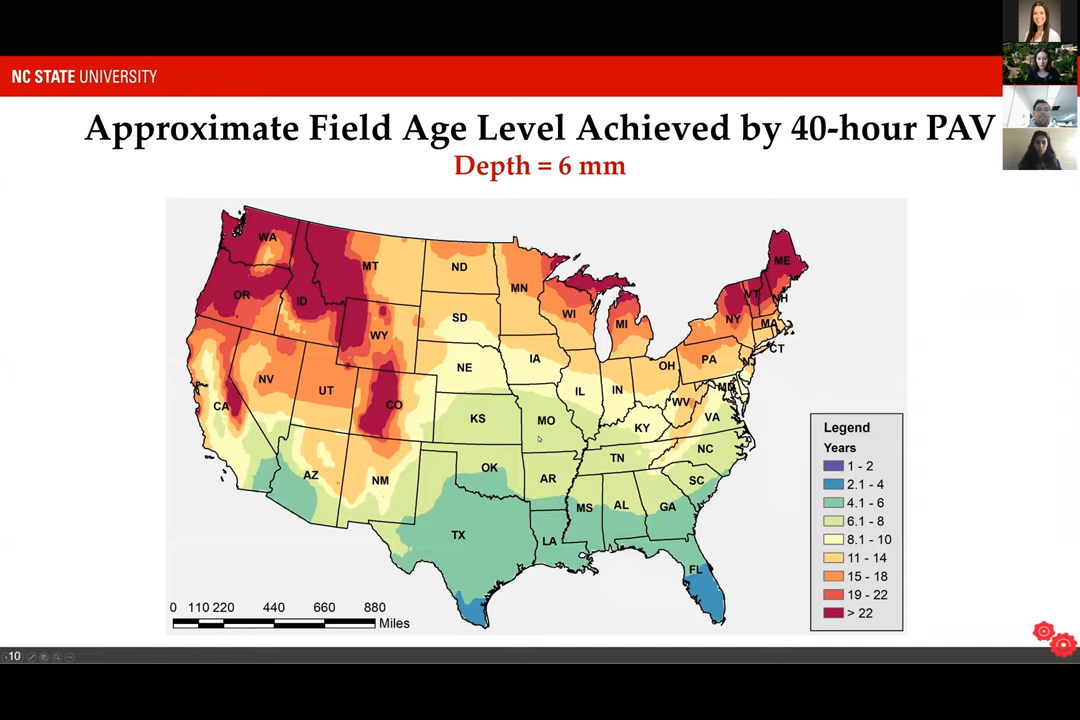 NC STATE UNIVERSITY
Approximate Field Age Level Achieved by 40-hour PAV
Depth = 6 mm
WA
MT
ND
MN
ME
OR
ID
VT
NH
WI
MI
NY
MA
SD
WY
CT
IA
PA
NJ
NE
OH
NV
UT
IL
IN
MD
WV
CA
CO
KS
MO
KY
VA
NC
TN
OK
AZ
NM
AR
SC
MS
AL
GA
TX
LA
FL
Legend
Years
1 - 2
2.1 - 4
4.1 - 6
6.1 - 8
8.1 - 10
11 - 14
15 - 18
19 - 22
> 22
0 110 220 440 660 880
Miles
10